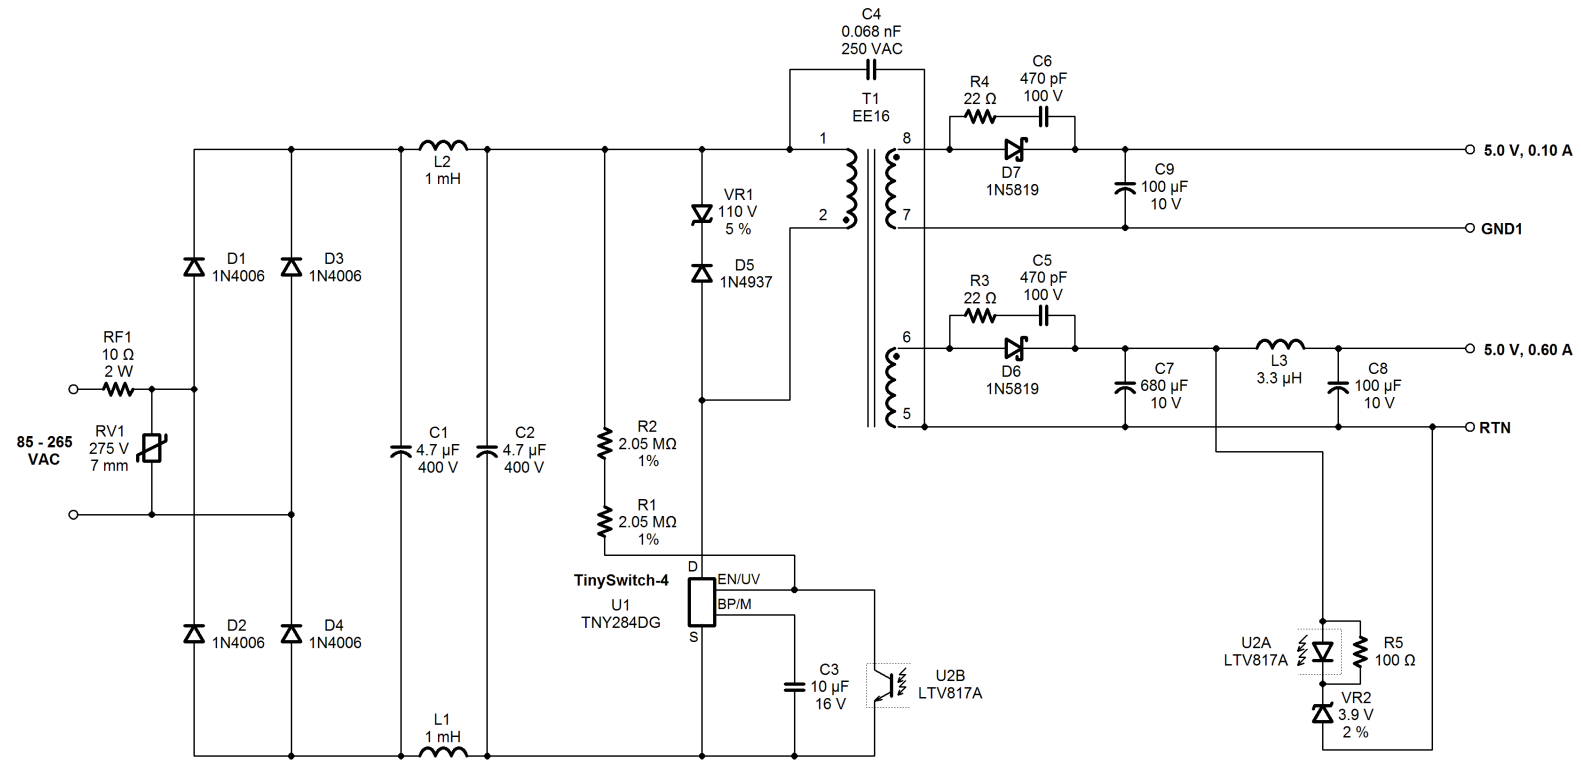 C4
0.068 nF
250 VAC
T1
EE16
R4
22 Ω
C6
470 pF
100 V
1
2
8
7
D7
1N5819
C9
100 µF
10 V
5.0 V, 0.10 A
GND1
L2
1 mH
VR1
110 V
5 %
D5
1N4937
D1
1N4006
D3
1N4006
R3
22 Ω
C5
470 pF
100 V
6
5
D6
1N5819
C7
680 µF
10 V
L3
3.3 µH
C8
100 µF
10 V
5.0 V, 0.60 A
RTN
RF1
10 Ω
2 W
85 - 265
VAC
RV1
275 V
7 mm
C1
4.7 µF
400 V
C2
4.7 µF
400 V
R2
2.05 MΩ
1%
R1
2.05 MΩ
1%
TinySwitch-4
U1
TNY284DG
D
EN/UV
BP/M
S
D2
1N4006
D4
1N4006
C3
10 µF
16 V
U2B
LTV817A
U2A
LTV817A
R5
100 Ω
VR2
3.9 V
2 %
L1
1 mH